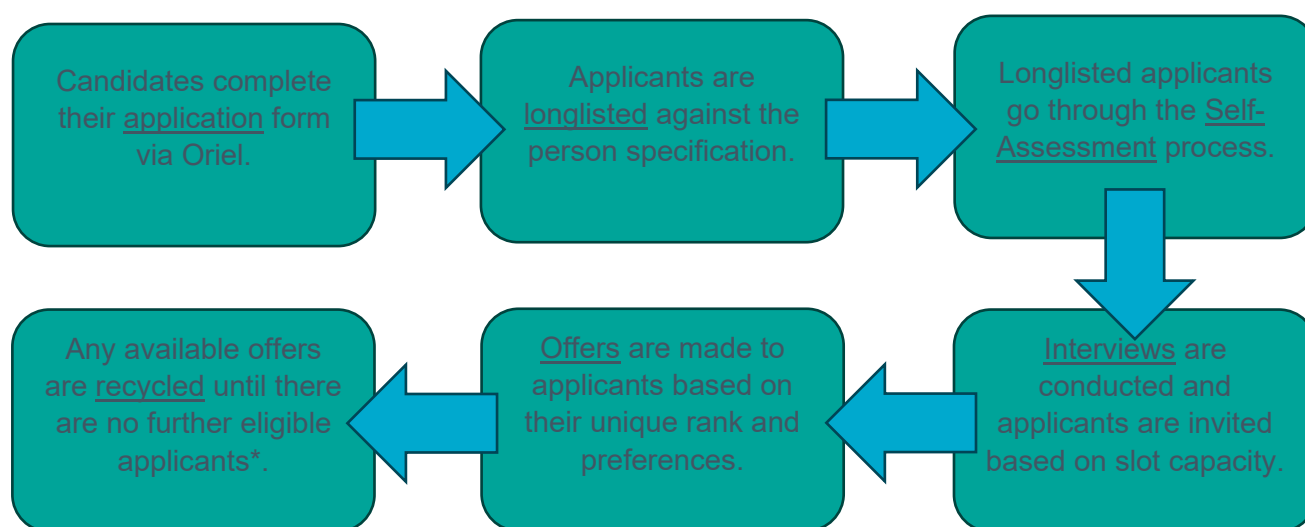 Candidates complete
their application form
via Oriel.
Applicants are
longlisted against the
person specification.
Longlisted applicants
go through the Self-
Assessment process.
Interviews are
conducted and
applicants are invited
based on slot capacity.
Offers are made to
applicants based on
their unique rank and
preferences.
Any available offers
are recycled until there
are no further eligible
applicants*.